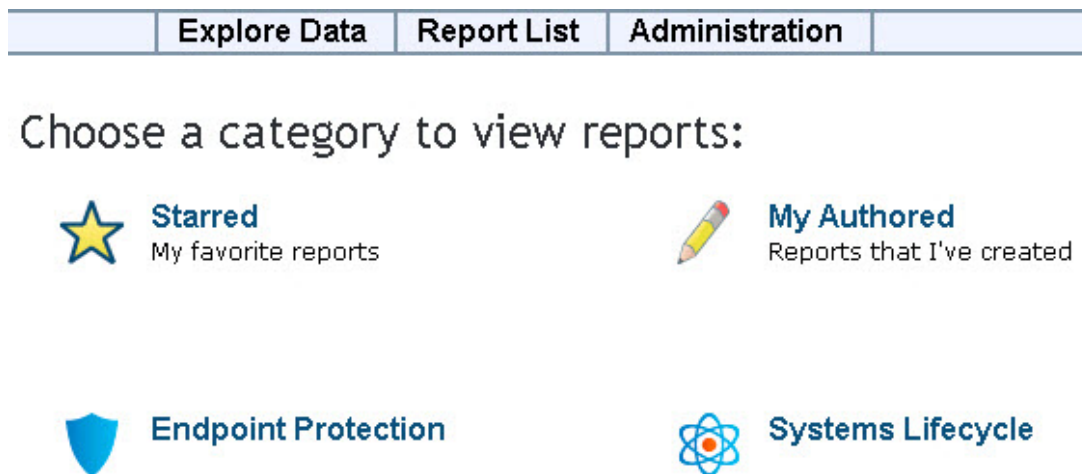 Explore Data Report List Administration
Choose a category to view reports:
Starred
My favorite reports
My Authored
Reports that I've created
Endpoint Protection
Systems Lifecycle